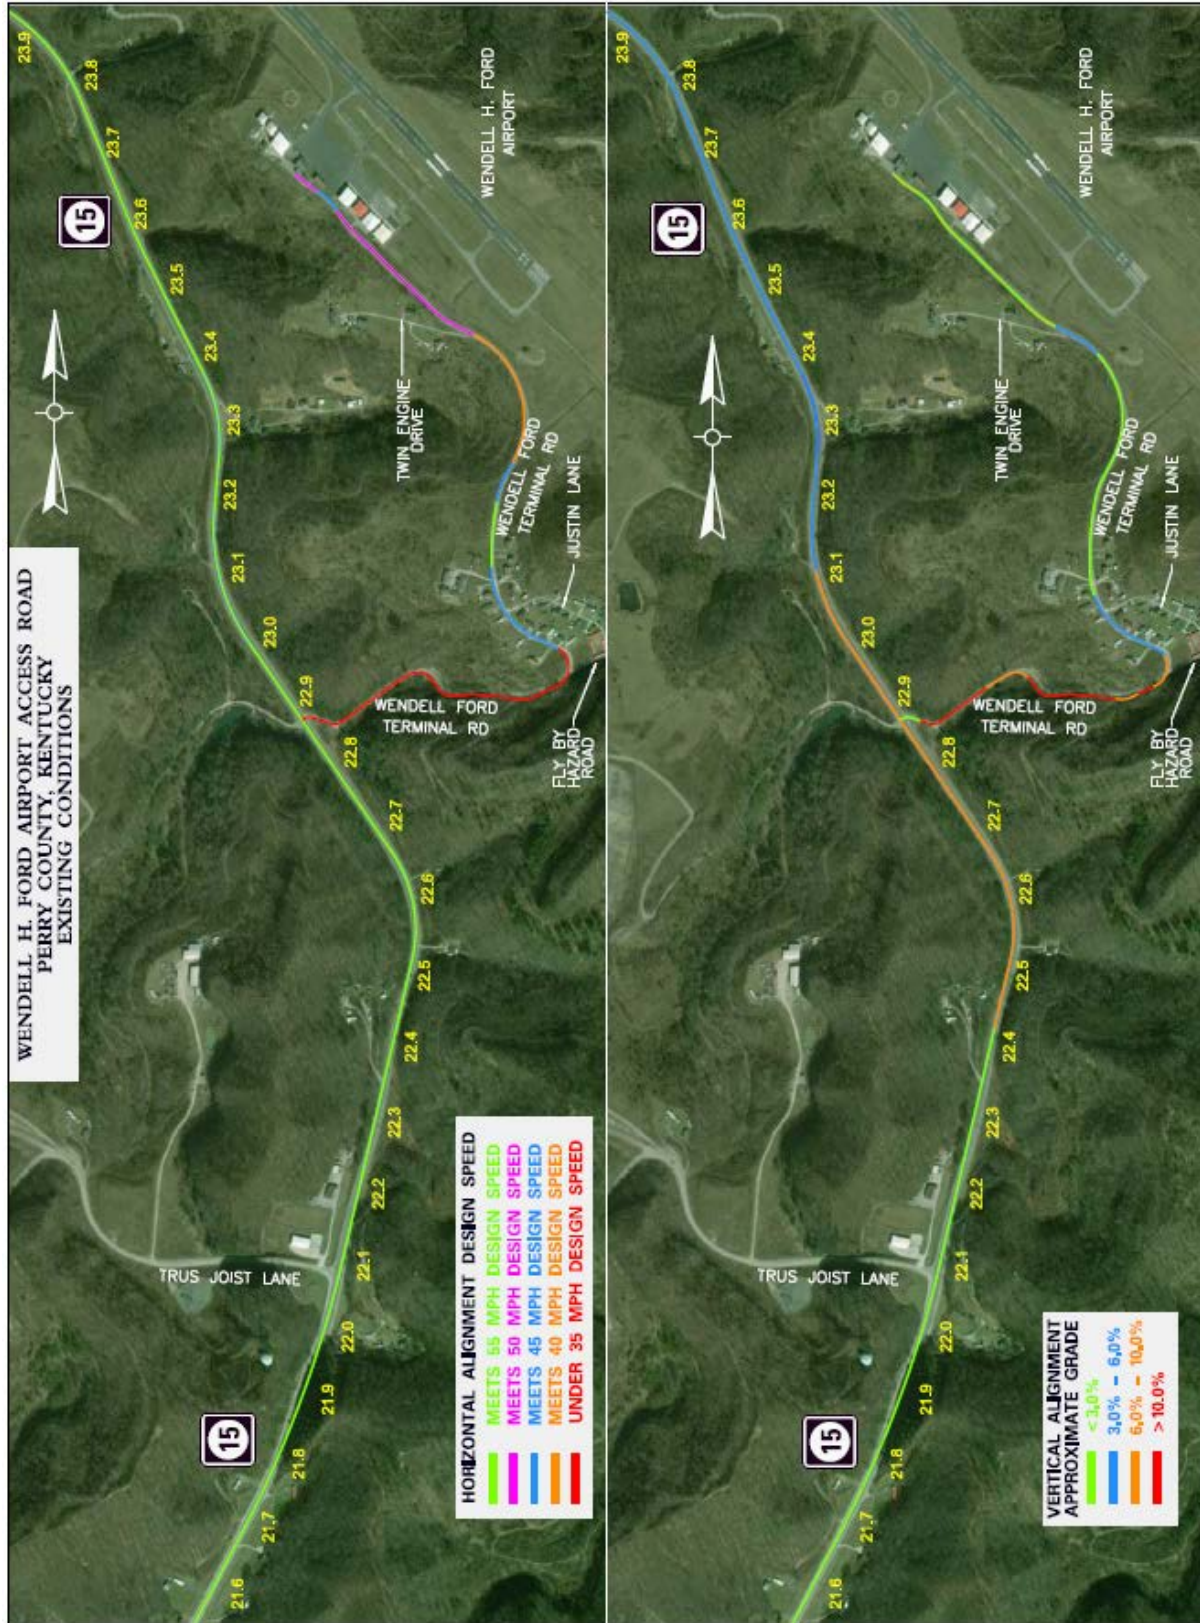 WENDELL H. FORD AIRPORT ACCESS ROAD
PERRY COUNTY, KENTUCKY
EXISTING CONDITIONS
15
15
21.6
21.7
21.8
21.9
22.0
22.1
22.2
22.3
22.4
22.5
22.6
22.7
22.8
22.9
23.0
23.1
23.2
23.3
23.4
23.5
23.6
23.7
23.8
23.9
TRUS JOIST LANE
WENDELL FORD
TERMINAL RD
FLY BY
HAZARD
ROAD
JUSTIN LANE
WENDELL FORD
TERMINAL RD
TWIN ENGINE
DRIVE
WENDELL H. FORD
AIRPORT
HORIZONTAL ALIGNMENT DESIGN SPEED
MEETS 55 MPH DESIGN SPEED
MEETS 50 MPH DESIGN SPEED
MEETS 45 MPH DESIGN SPEED
MEETS 40 MPH DESIGN SPEED
UNDER 35 MPH DESIGN SPEED
15
15
21.6
21.7
21.8
21.9
22.0
22.1
22.2
22.3
22.4
22.5
22.6
22.7
22.8
22.9
23.0
23.1
23.2
23.3
23.4
23.5
23.6
23.7
23.8
23.9
TRUS JOIST LANE
WENDELL FORD
TERMINAL RD
FLY BY
HAZARD
ROAD
JUSTIN LANE
WENDELL FORD
TERMINAL RD
TWIN ENGINE
DRIVE
WENDELL H. FORD
AIRPORT
VERTICAL ALIGNMENT
APPROXIMATE GRADE
< 3.0%
3.0% - 6.0%
6.0% - 10.0%
> 10.0%